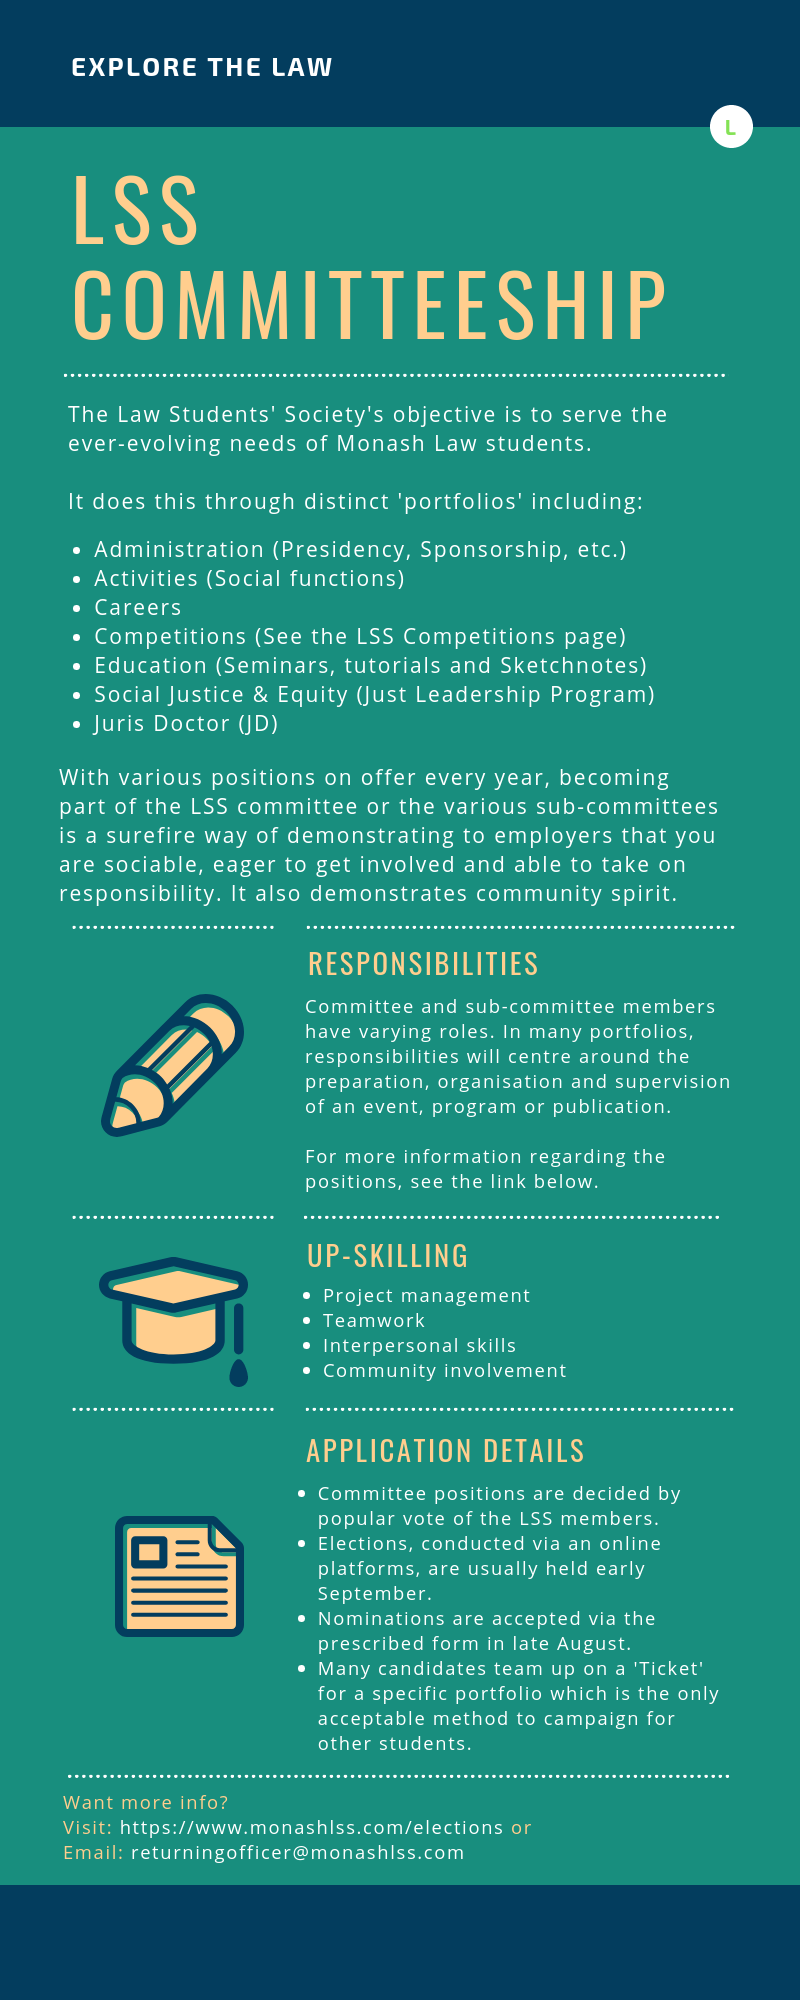 EXPLORE THE LAW
L
LSS
COMMITTEESHIP
The Law Students' Society's objective is to serve the
ever-evolving needs of Monash Law students.
It does this through distinct 'portfolios' including:
• Administration (Presidency, Sponsorship, etc.)
• Activities (Social functions)
• Careers
• Competitions (See the LSS Competitions page)
• Education (Seminars, tutorials and Sketchnotes)
• Social Justice & Equity (Just Leadership Program)
• Juris Doctor (JD)
With various positions on offer every year, becoming
part of the LSS committee or the various sub-committees
is a surefire way of demonstrating to employers that you
are sociable, eager to get involved and able to take on
responsibility. It also demonstrates community spirit.
RESPONSIBILITIES
Committee and sub-committee members
have varying roles. In many portfolios,
responsibilities will centre around the
preparation, organisation and supervision
of an event, program or publication.
For more information regarding the
positions, see the link below.
UP-SKILLING
• Project management
• Teamwork
• Interpersonal skills
• Community involvement
APPLICATION DETAILS
• Committee positions are decided by
popular vote of the LSS members.
• Elections, conducted via an online
platforms, are usually held early
September.
• Nominations are accepted via the
prescribed form in late August.
• Many candidates team up on a 'Ticket'
for a specific portfolio which is the only
acceptable method to campaign for
other students.
Want more info?
Visit: https://www.monashlss.com/elections or
Email: returningofficer@monashlss.com